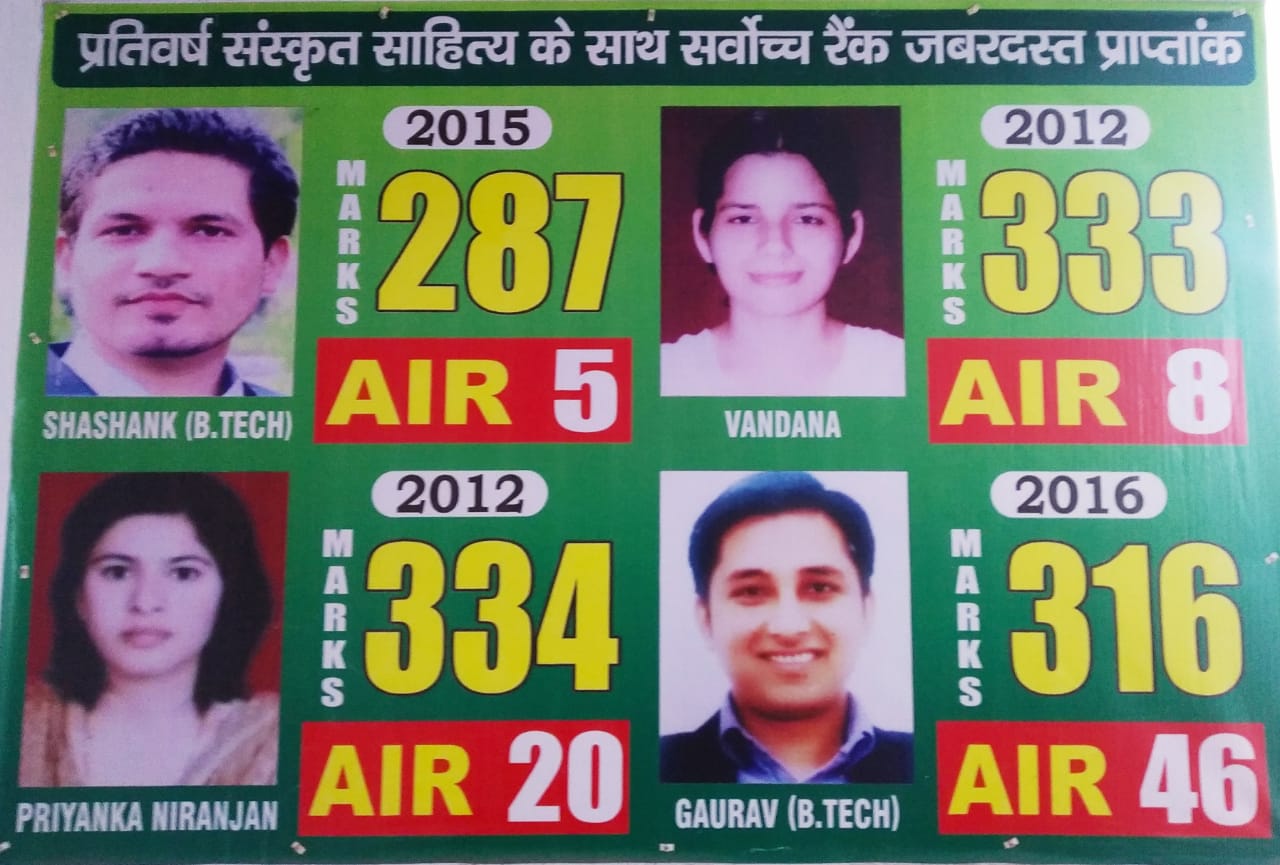 प्रतिवर्ष संस्कृत साहित्य के साथ सर्वोच्च रैंक जबरदस्त प्राप्तांक
2015
MARKS
287
AIR 5
SHASHANK (B.TECH)
2012
MARKS
333
AIR 8
VANDANA
2012
MARKS
334
AIR 20
PRIYANKA NIRANJAN
2016
MARKS
316
AIR 46
GAURAV (B.TECH)